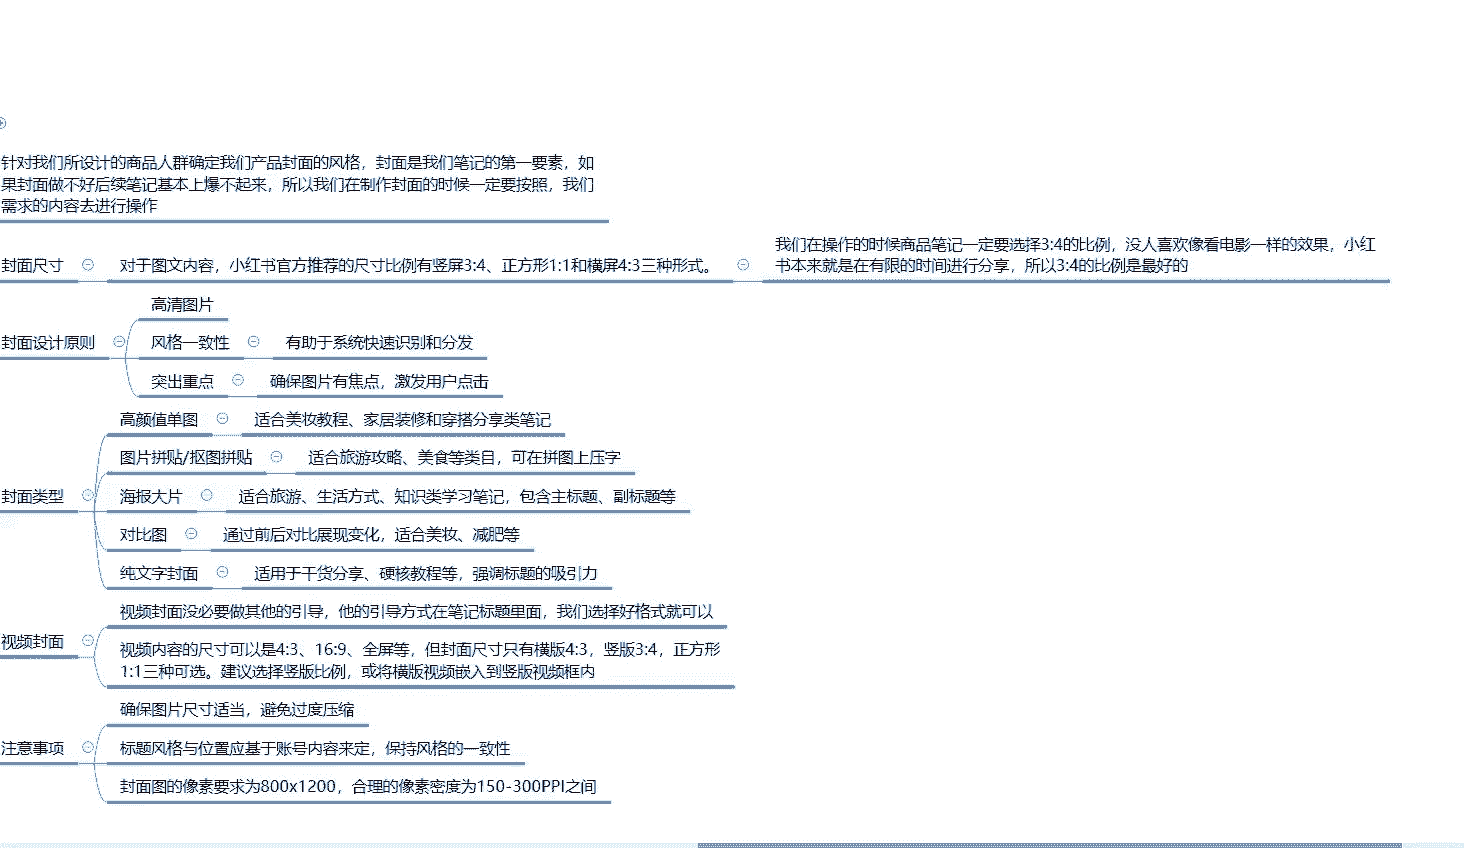 针对我们所设计的商品人群确定我们产品封面的风格，封面是我们笔记的第一要素，如
果封面做不好后续笔记基本上爆不起来，所以我们在制作封面的时候一定要按照，我们
需求的内容去进行操作
封面尺寸
对于图文内容，小红书官方推荐的尺寸比例有竖屏3:4、正方形1:1和横屏4:3三种形式。
我们在操作的时候商品笔记一定要选择3:4的比例，没人喜欢像看电影一样的效果，小红
书本来就是在有限的时间进行分享，所以3:4的比例是最好的
封面设计原则
高清图片
风格一致性
有助于系统快速识别和分发
突出重点
确保图片有焦点，激发用户点击
封面类型
高颜值单图
适合美妆教程、家居装修和穿搭分享类笔记
图片拼贴/抠图拼贴
适合旅游攻略、美食等类目，可在拼图上压字
海报大片
适合旅游、生活方式、知识类学习笔记，包含主标题、副标题等
对比图
通过前后对比展现变化，适合美妆、减肥等
纯文字封面
适用于干货分享、硬核教程等，强调标题的吸引力
视频封面
视频封面没必要做其他的引导，他的引导方式在笔记标题里面，我们选择好格式就可以
视频内容的尺寸可以是4:3、16:9、全屏等，但封面尺寸只有横版4:3，竖版3:4，正方形
1:1三种可选。建议选择竖版比例，或将横版视频嵌入到竖版视频框内
注意事项
确保图片尺寸适当，避免过度压缩
标题风格与位置应基于账号内容来定，保持风格的一致性
封面图的像素要求为800x1200，合理的像素密度为150-300PPI之间